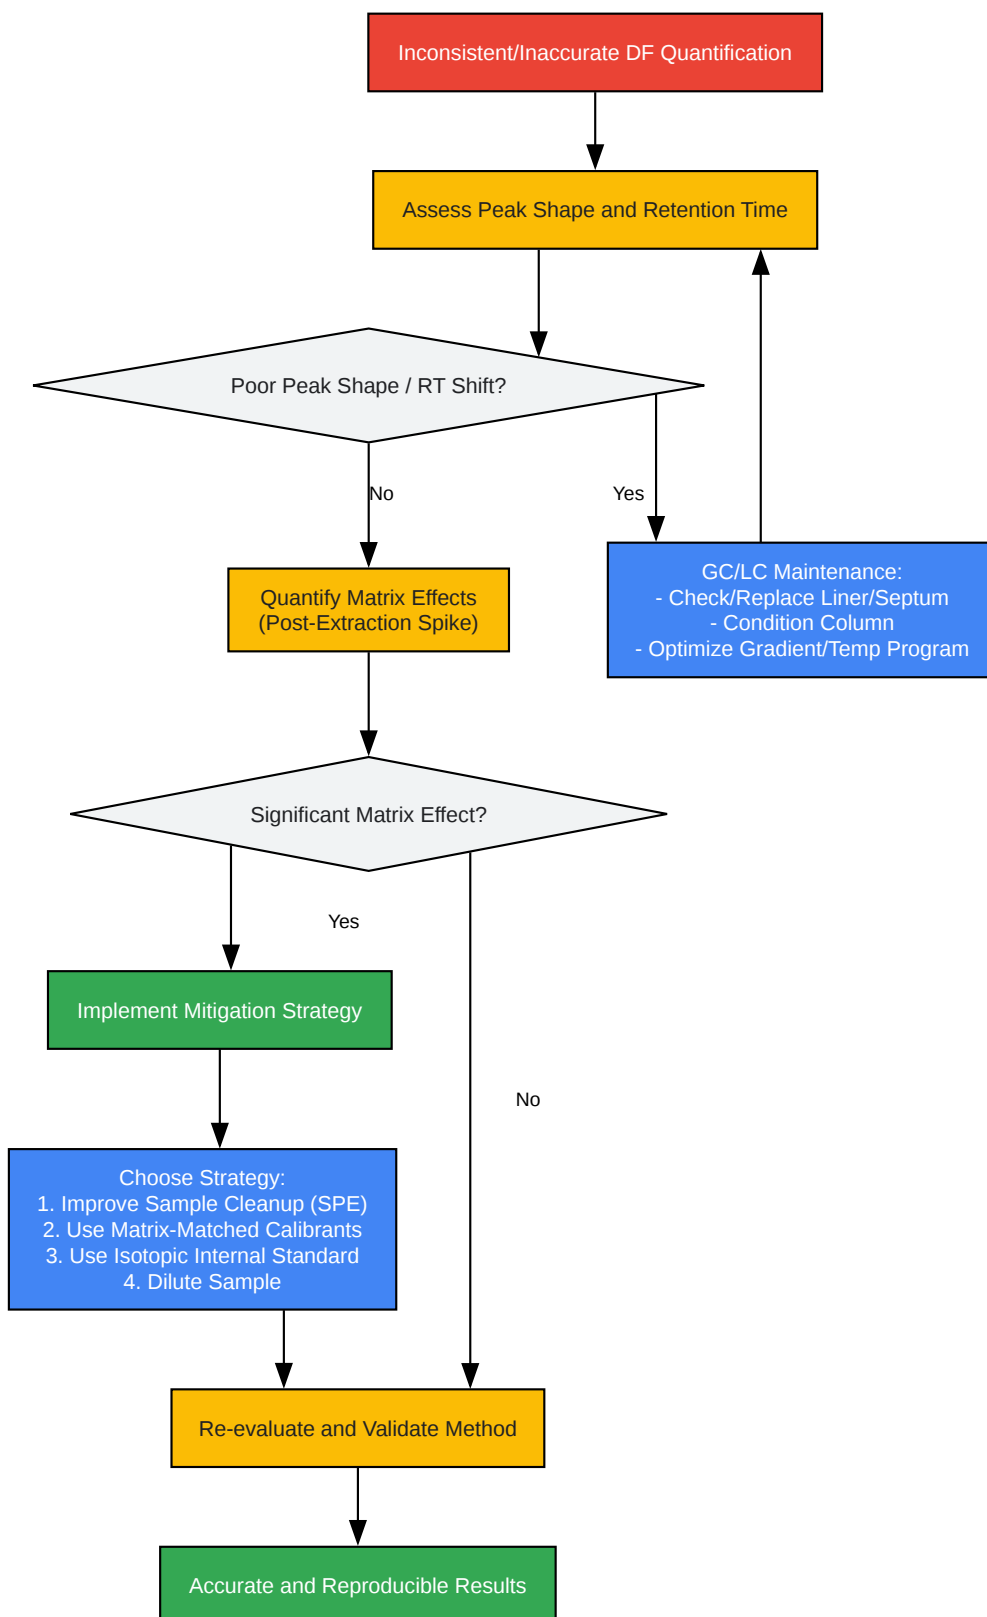 Inconsistent/Inaccurate DF Quantification
Assess Peak Shape and Retention Time
Poor Peak Shape / RT Shift?
No
Yes
GC/LC Maintenance:
- Check/Replace Liner/Septum
- Condition Column
- Optimize Gradient/Temp Program
Quantify Matrix Effects
(Post-Extraction Spike)
Significant Matrix Effect?
Yes
Implement Mitigation Strategy
No
Choose Strategy:
1. Improve Sample Cleanup (SPE)
2. Use Matrix-Matched Calibrants
3. Use Isotopic Internal Standard
4. Dilute Sample
Re-evaluate and Validate Method
Accurate and Reproducible Results